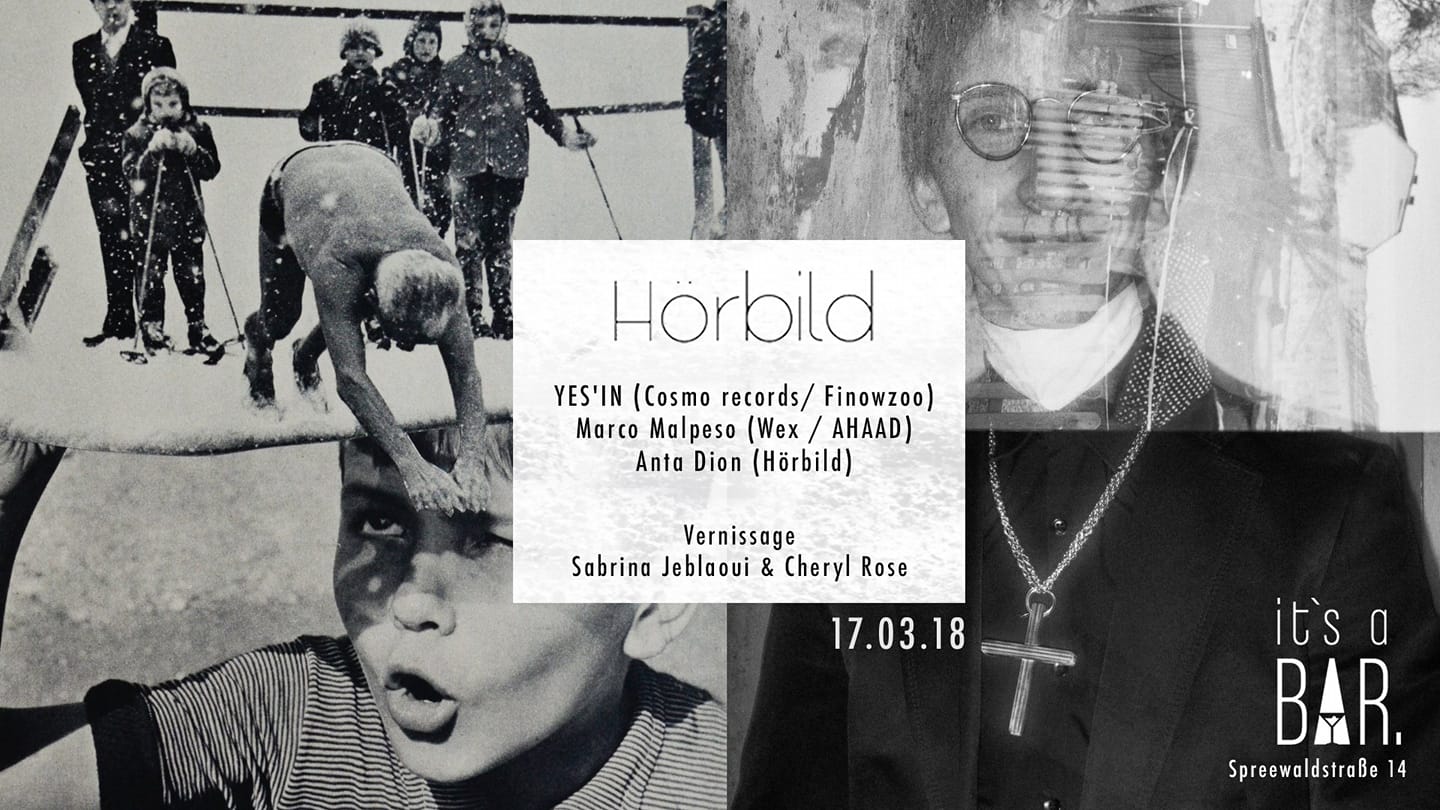 Hörbild
YES'IN (Cosmo records/ Finowzoo)
Marco Malpeso (Wex / AHAAD)
Anta Dion (Hörbild)
Vernissage
Sabrina Jeblaoui & Cheryl Rose
17.03.18
it`s a
BAR.
Spreewaldstraße 14